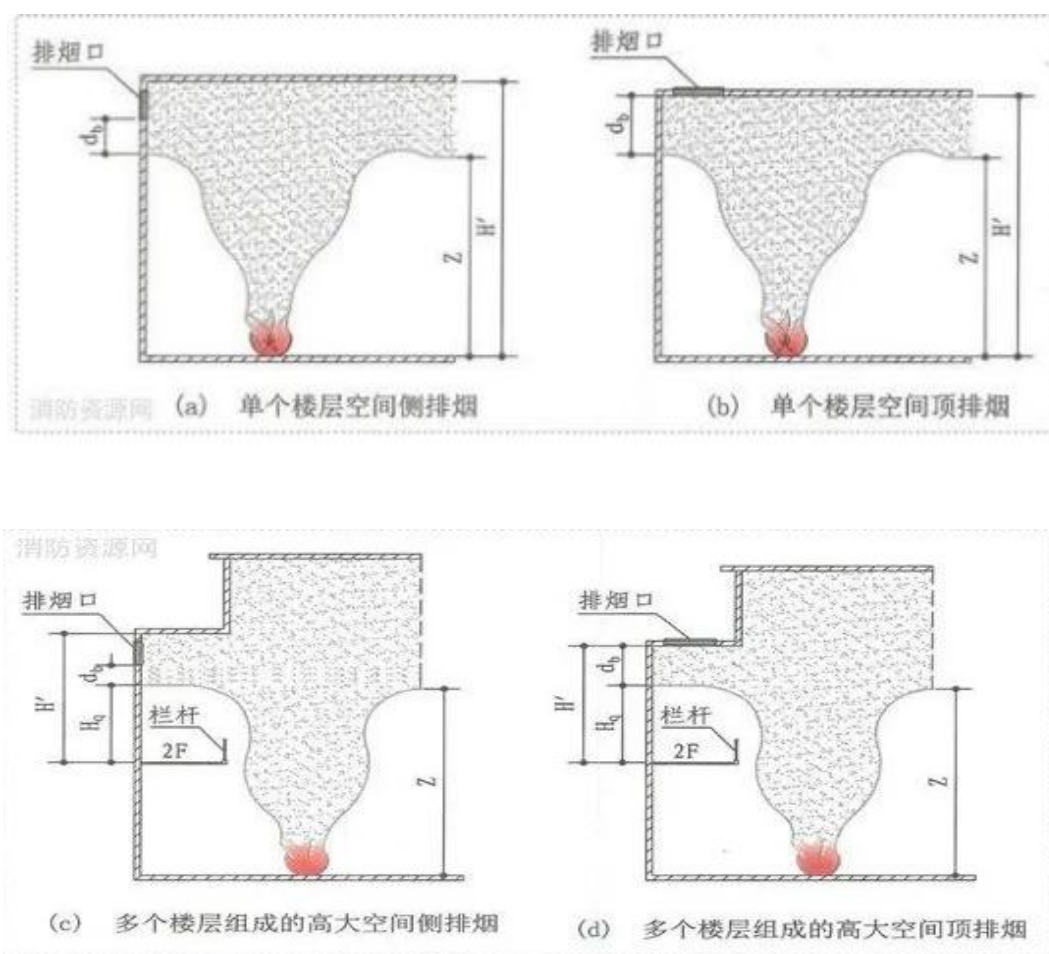 排烟口
排烟口
d_b
Z
H'
d_b
Z
H'
消防资源网
(a) 单个楼层空间侧排烟
(b) 单个楼层空间顶排烟
消防资源网
排烟口
排烟口
H'
d_b
H_q
栏杆
2F
Z
H'
d_b
H_q
栏杆
2F
Z
(c) 多个楼层组成的高大空间侧排烟
(d) 多个楼层组成的高大空间顶排烟